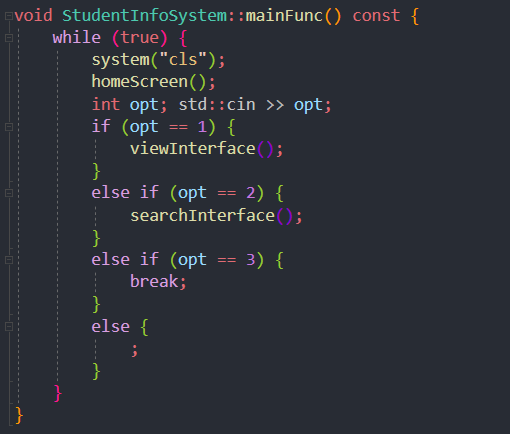 void StudentInfoSystem::mainFunc() const {
    while (true) {
        system("cls");
        homeScreen();
        int opt; std::cin >> opt;
        if (opt == 1) {
            viewInterface();
        }
        else if (opt == 2) {
            searchInterface();
        }
        else if (opt == 3) {
            break;
        }
        else {
            ;
        }
    }
}